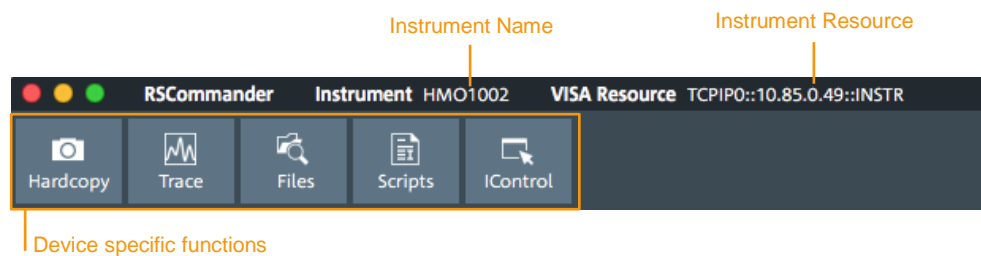 Instrument Name
Instrument Resource
RSCommander Instrument HMO1002 VISA Resource TCPIP0::10.85.0.49::INSTR
Hardcopy Trace Files Scripts IControl
Device specific functions